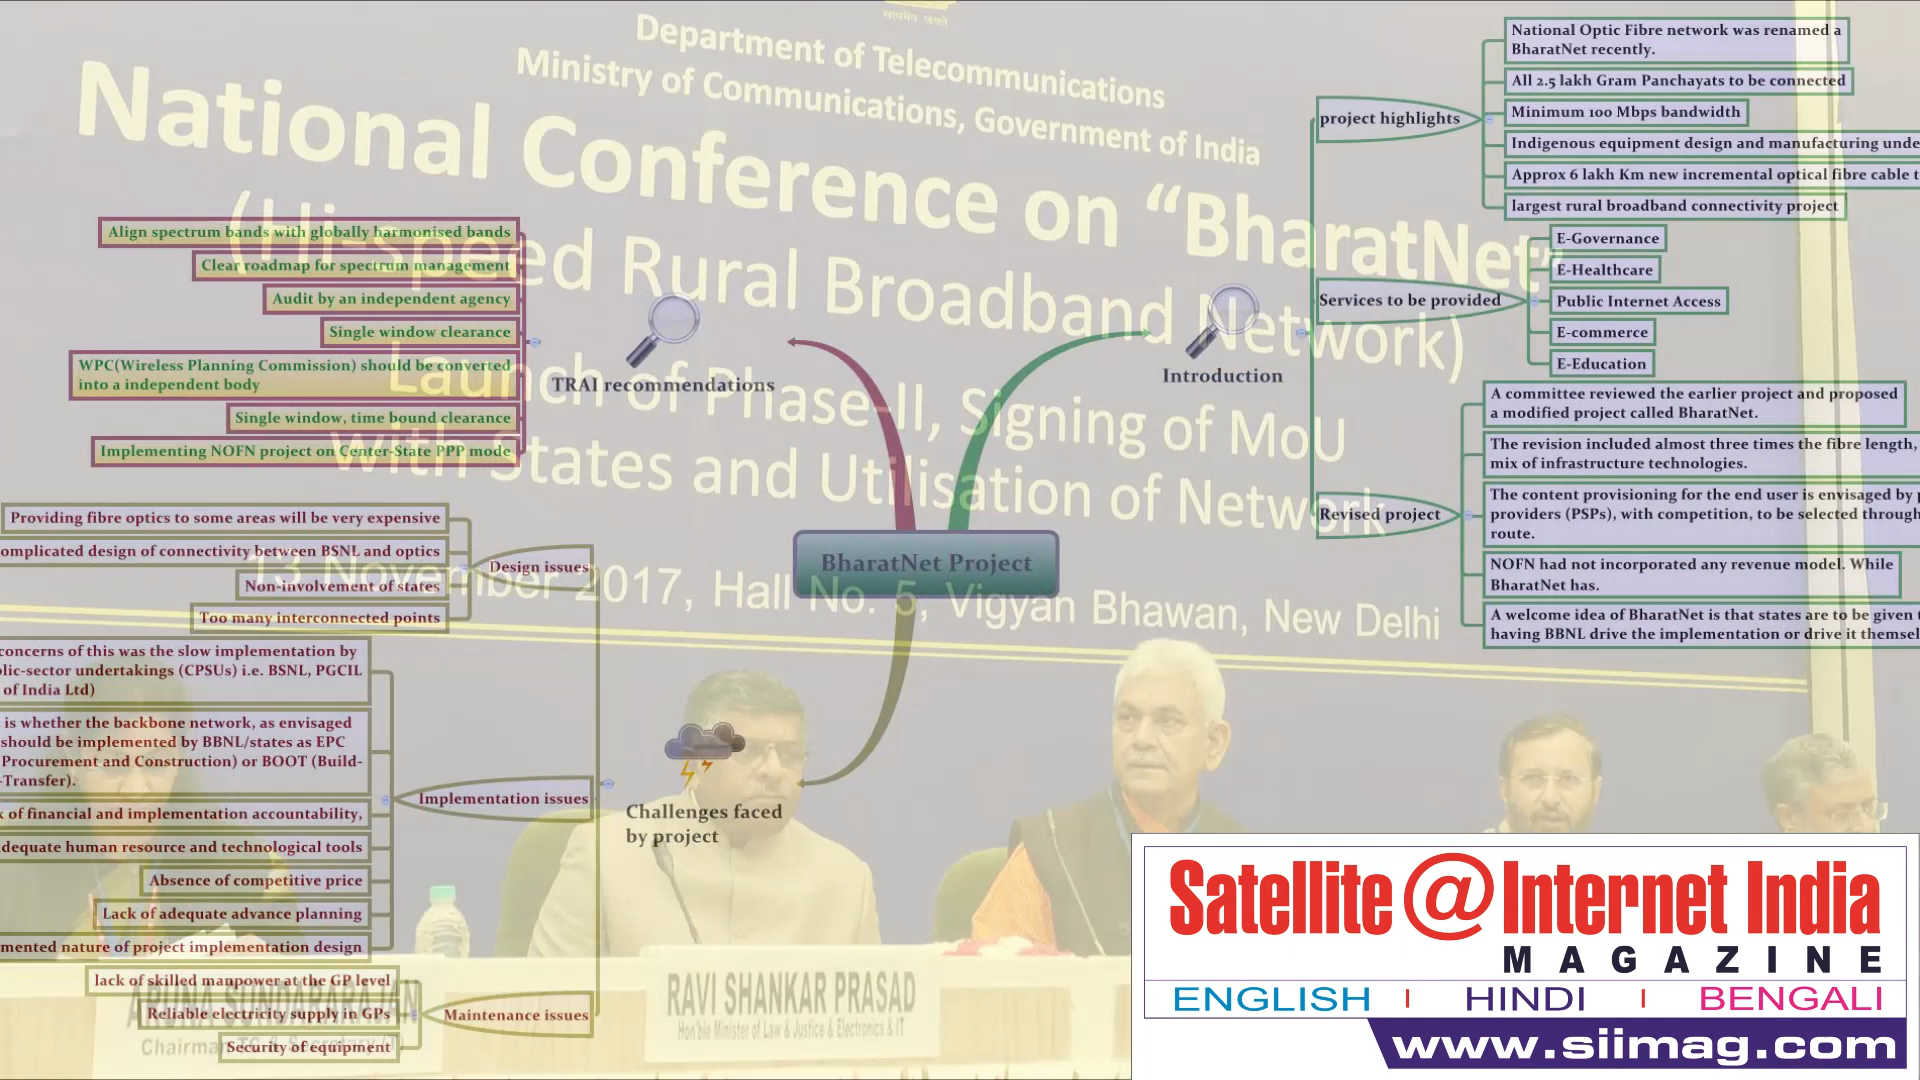 सत्यमेव जयते
Department of Telecommunications
Ministry of Communications, Government of India
National Conference on “BharatNet”
(Hi-speed Rural Broadband Network)
Launch of Phase-II, Signing of MoU
with States and Utilisation of Network
13 November 2017, Hall No. 5, Vigyan Bhawan, New Delhi
BharatNet Project
Introduction
project highlights
National Optic Fibre network was renamed a
BharatNet recently.
All 2.5 lakh Gram Panchayats to be connected
Minimum 100 Mbps bandwidth
Indigenous equipment design and manufacturing unde
Approx 6 lakh Km new incremental optical fibre cable t
largest rural broadband connectivity project
Services to be provided
E-Governance
E-Healthcare
Public Internet Access
E-commerce
E-Education
Revised project
A committee reviewed the earlier project and proposed
a modified project called BharatNet.
The revision included almost three times the fibre length,
mix of infrastructure technologies.
The content provisioning for the end user is envisaged by
providers (PSPs), with competition, to be selected through
route.
NOFN had not incorporated any revenue model. While
BharatNet has.
A welcome idea of BharatNet is that states are to be given
having BBNL drive the implementation or drive it themsel
TRAI recommendations
Align spectrum bands with globally harmonised bands
Clear roadmap for spectrum management
Audit by an independent agency
Single window clearance
WPC(Wireless Planning Commission) should be converted
into a independent body
Single window, time bound clearance
Implementing NOFN project on Center-State PPP mode
Challenges faced
by project
Design issues
Providing fibre optics to some areas will be very expensive
omplicated design of connectivity between BSNL and optics
Non-involvement of states
Too many interconnected points
Implementation issues
concerns of this was the slow implementation by
lic-sector undertakings (CPSUs) i.e. BSNL, PGCIL
of India Ltd)
is whether the backbone network, as envisaged
should be implemented by BBNL/states as EPC
Procurement and Construction) or BOOT (Build-
-Transfer).
of financial and implementation accountability,
dequate human resource and technological tools
Absence of competitive price
Lack of adequate advance planning
mented nature of project implementation design
Maintenance issues
lack of skilled manpower at the GP level
Reliable electricity supply in GPs
Security of equipment
ARUNA SUNDARARAJAN
RAVI SHANKAR PRASAD
Hon'ble Minister of Law & Justice & Electronics & IT
Satellite @ Internet India
MAGAZINE
ENGLISH | HINDI | BENGALI
www.siimag.com